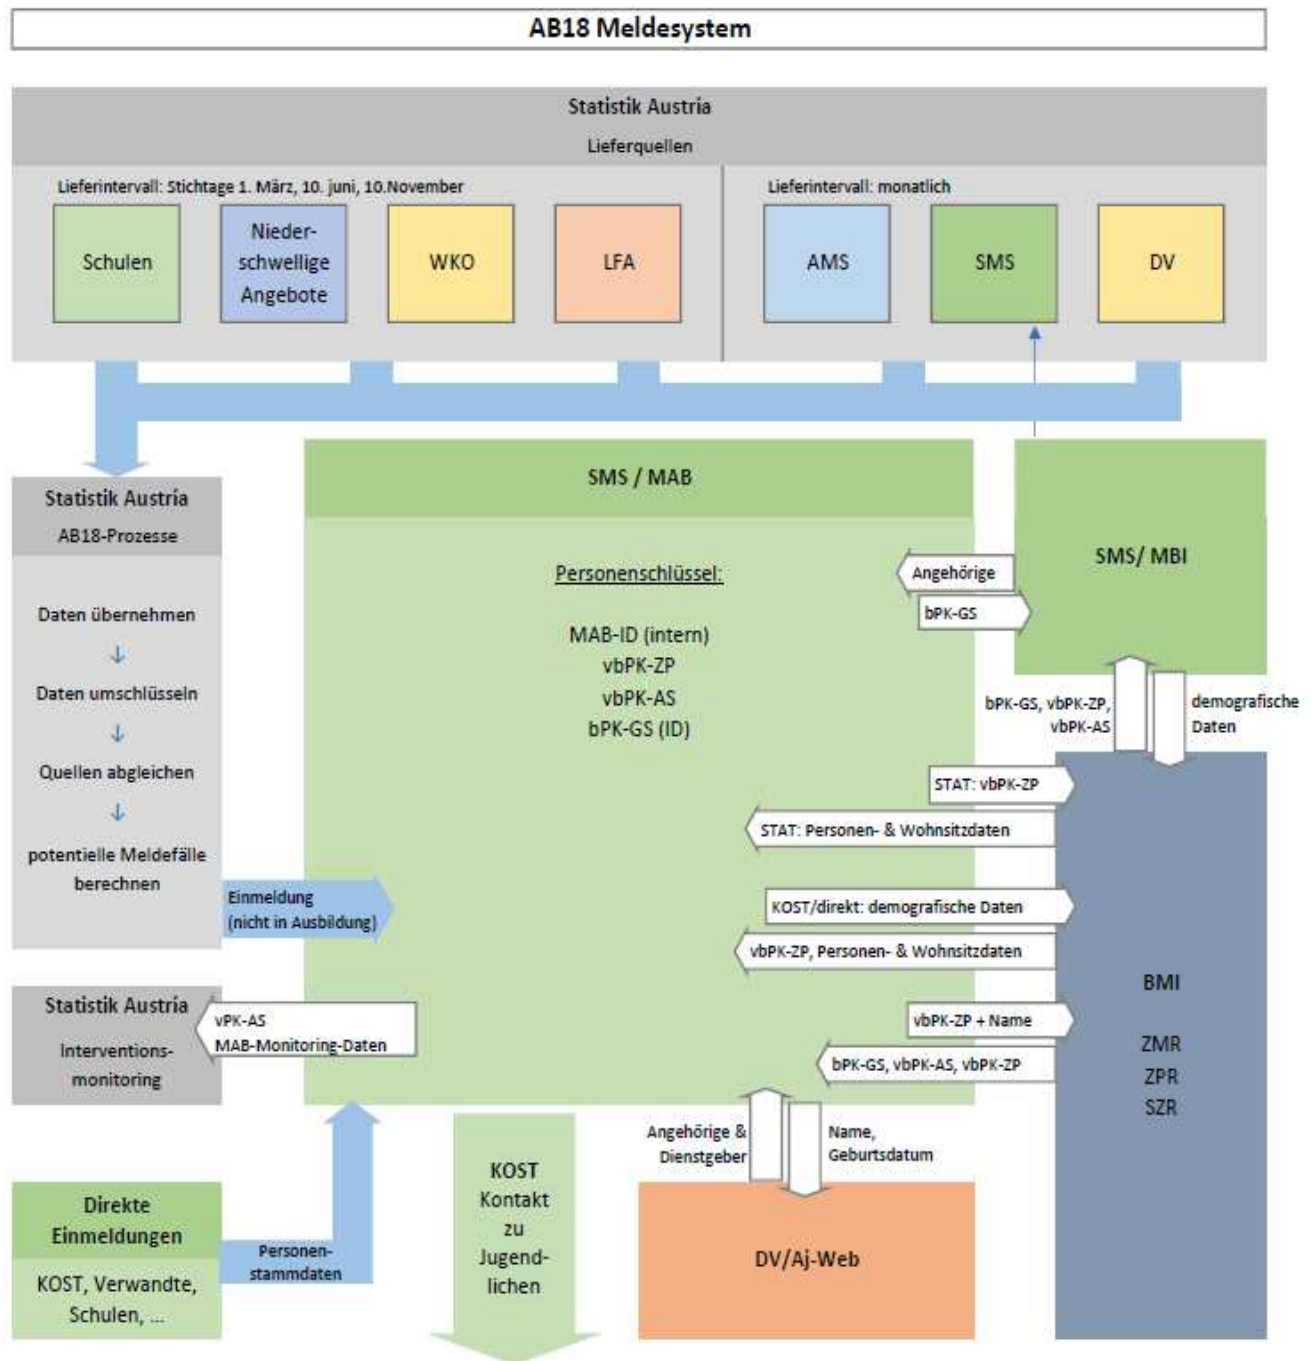 AB18 Meldesystem
Statistik Austria
Lieferquellen
Lieferintervall: Stichtage 1. März, 10. juni, 10.November
Lieferintervall: monatlich
Schulen
Nieder-
schwellige
Angebote
WKO
LFA
AMS
SMS
DV
Statistik Austria
AB18-Prozesse
Daten übernehmen
↓
Daten umschlüsseln
↓
Quellen abgleichen
↓
potentielle Meldefälle
berechnen
SMS / MAB
Personenschlüssel:
MAB-ID (intern)
vbPK-ZP
vbPK-AS
bPK-GS (ID)
SMS/ MBI
Angehörige
bPK-GS
bPK-GS, vbPK-ZP,
vbPK-AS
demografische
Daten
STAT: vbPK-ZP
STAT: Personen- & Wohnsitzdaten
Einmeldung
(nicht in Ausbildung)
KOST/direkt: demografische Daten
vbPK-ZP, Personen- & Wohnsitzdaten
BMI
ZMR
ZPR
SZR
vbPK-ZP + Name
bPK-GS, vbPK-AS, vbPK-ZP
Statistik Austria
Interventions-
monitoring
vPK-AS
MAB-Monitoring-Daten
Angehörige &
Dienstgeber
Name,
Geburtsdatum
Direkte
Einmeldungen
KOST, Verwandte,
Schulen, ...
Personen-
stammdaten
KOST
Kontakt
zu
Jugend-
lichen
DV/Aj-Web